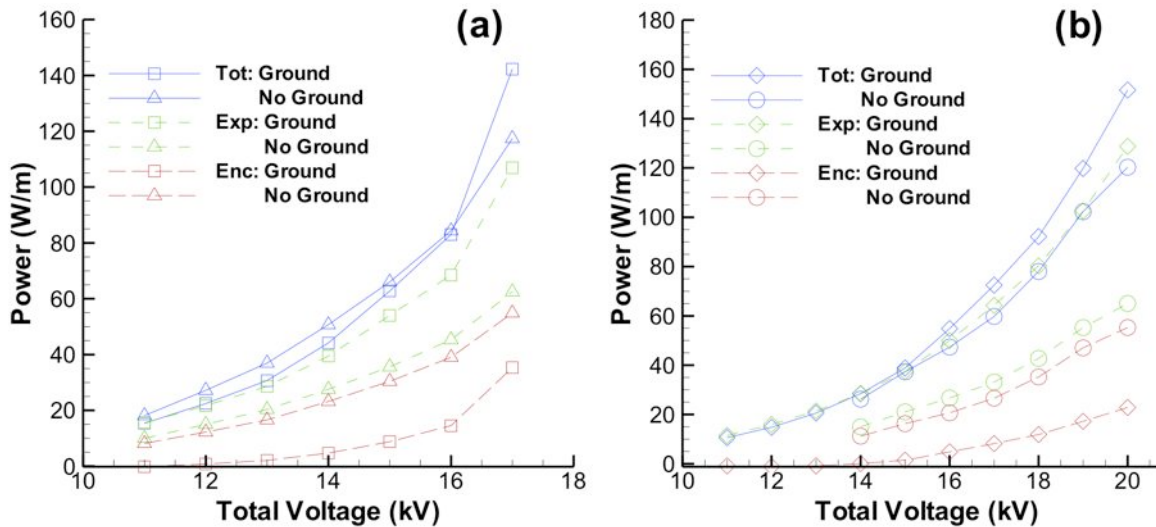 (a)
160
140
120
100
80
60
40
20
0
Power (W/m)
Tot: Ground
No Ground
Exp: Ground
No Ground
Enc: Ground
No Ground
10 12 14 16 18
Total Voltage (kV)
(b)
180
160
140
120
100
80
60
40
20
0
Power (W/m)
Tot: Ground
No Ground
Exp: Ground
No Ground
Enc: Ground
No Ground
10 12 14 16 18 20
Total Voltage (kV)